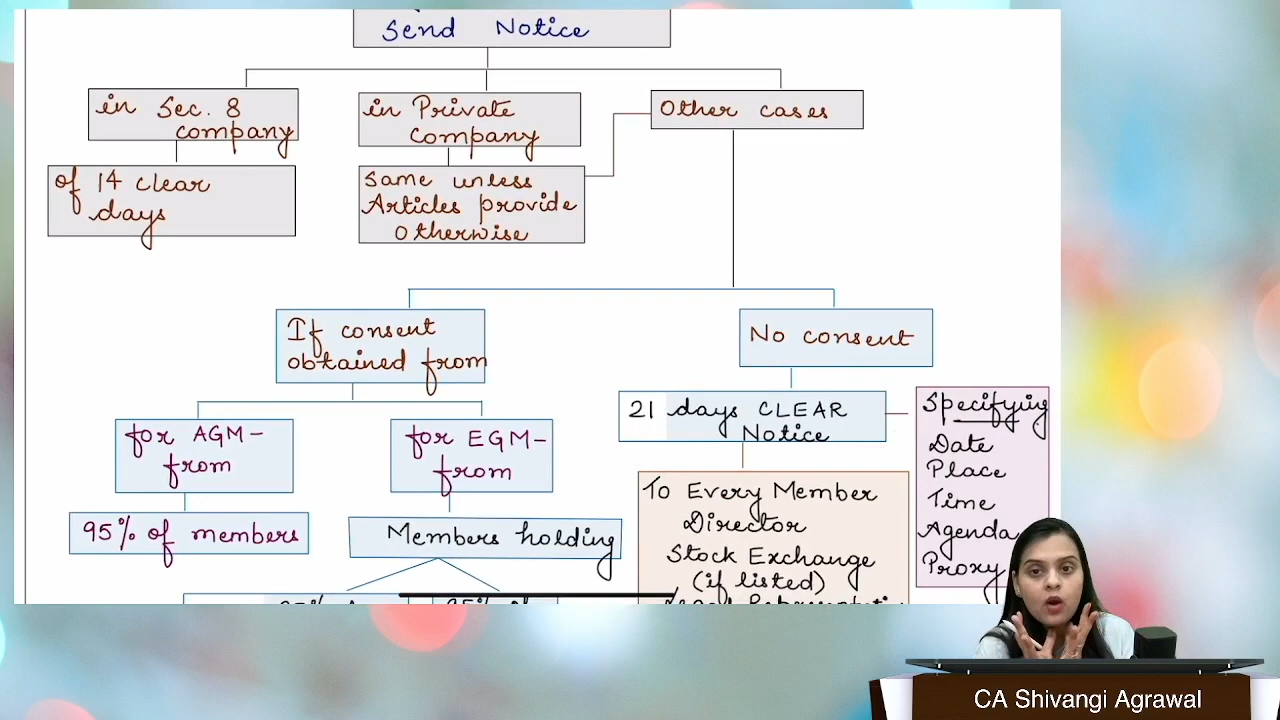 Send Notice
in Sec. 8
company
in Private
company
Other cases
of 14 clear
days
Same unless
Articles provide
Otherwise
If consent
obtained from
No consent
for AGM-
from
for EGM-
from
21 days CLEAR
Notice
Specifying
Date
Place
Time
Agenda
Proxy
95% of members
Members holding
To Every Member
Director
Stock Exchange
(if listed)
CA Shivangi Agrawal